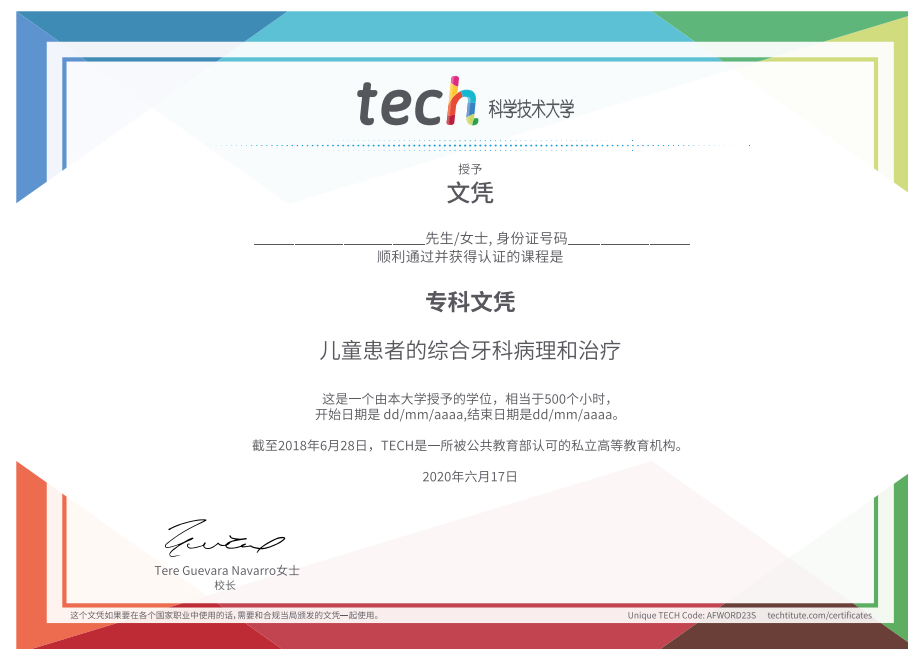 tech 科学技术大学
授予
文凭
先生/女士, 身份证号码
顺利通过并获得认证的课程是
专科文凭
儿童患者的综合牙科病理和治疗
这是一个由本大学授予的学位，相当于500个小时，
开始日期是 dd/mm/aaaa,结束日期是dd/mm/aaaa。
截至2018年6月28日，TECH是一所被公共教育部认可的私立高等教育机构。
2020年六月17日
Tere Guevara Navarro女士
校长
这个文凭如果要在各个国家职业中使用的话,需要和合规当局颁发的文凭一起使用。
Unique TECH Code: AFWORD23S techtitute.com/certificates